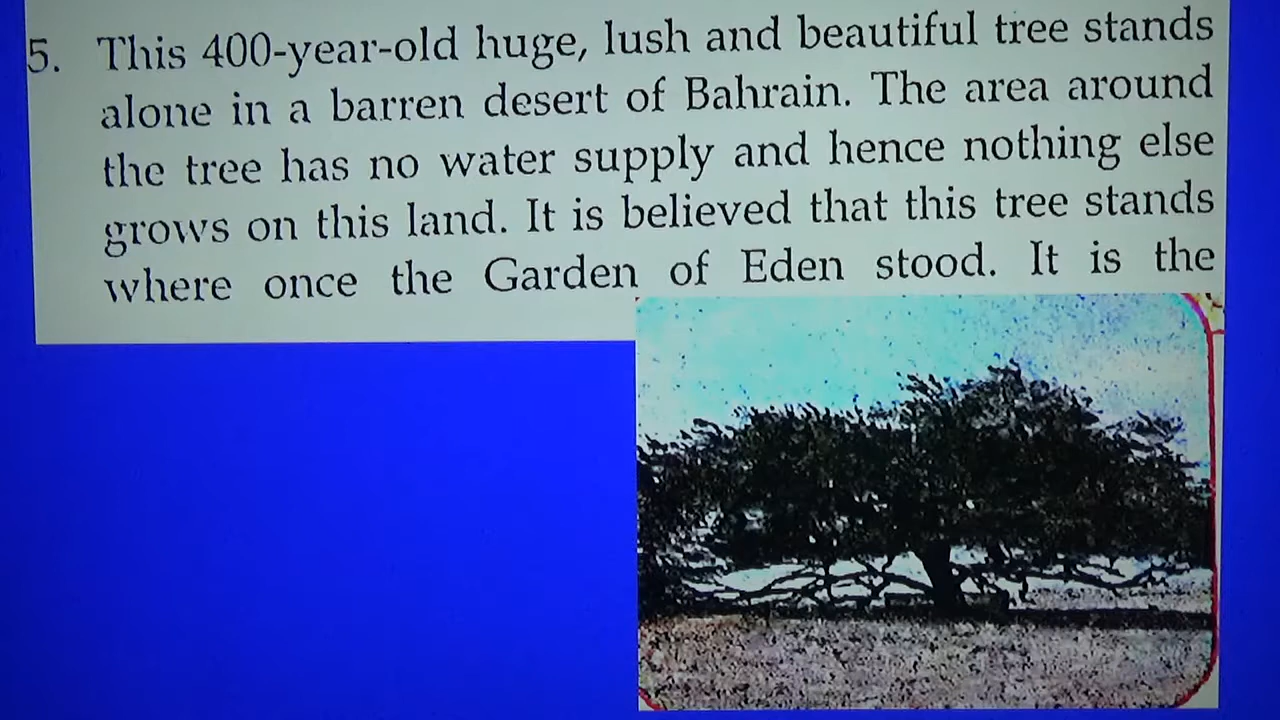 5. This 400-year-old huge, lush and beautiful tree stands
alone in a barren desert of Bahrain. The area around
the tree has no water supply and hence nothing else
grows on this land. It is believed that this tree stands
where once the Garden of Eden stood. It is the